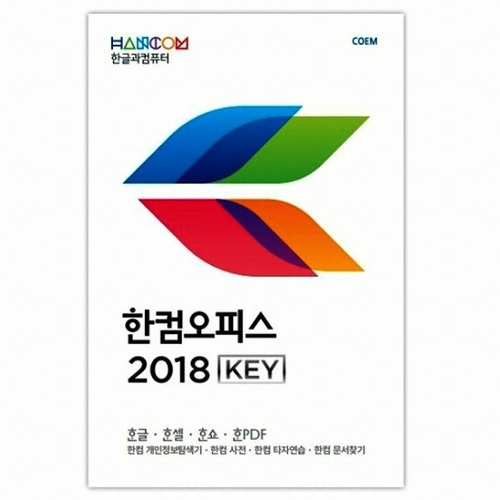 HANCOM
COEM
한글과컴퓨터
한컴오피스
2018 KEY
한글 · 한셀 · 한쇼 · 한PDF
한컴 개인정보탐색기 · 한컴 사전 · 한컴 타자연습 · 한컴 문서찾기